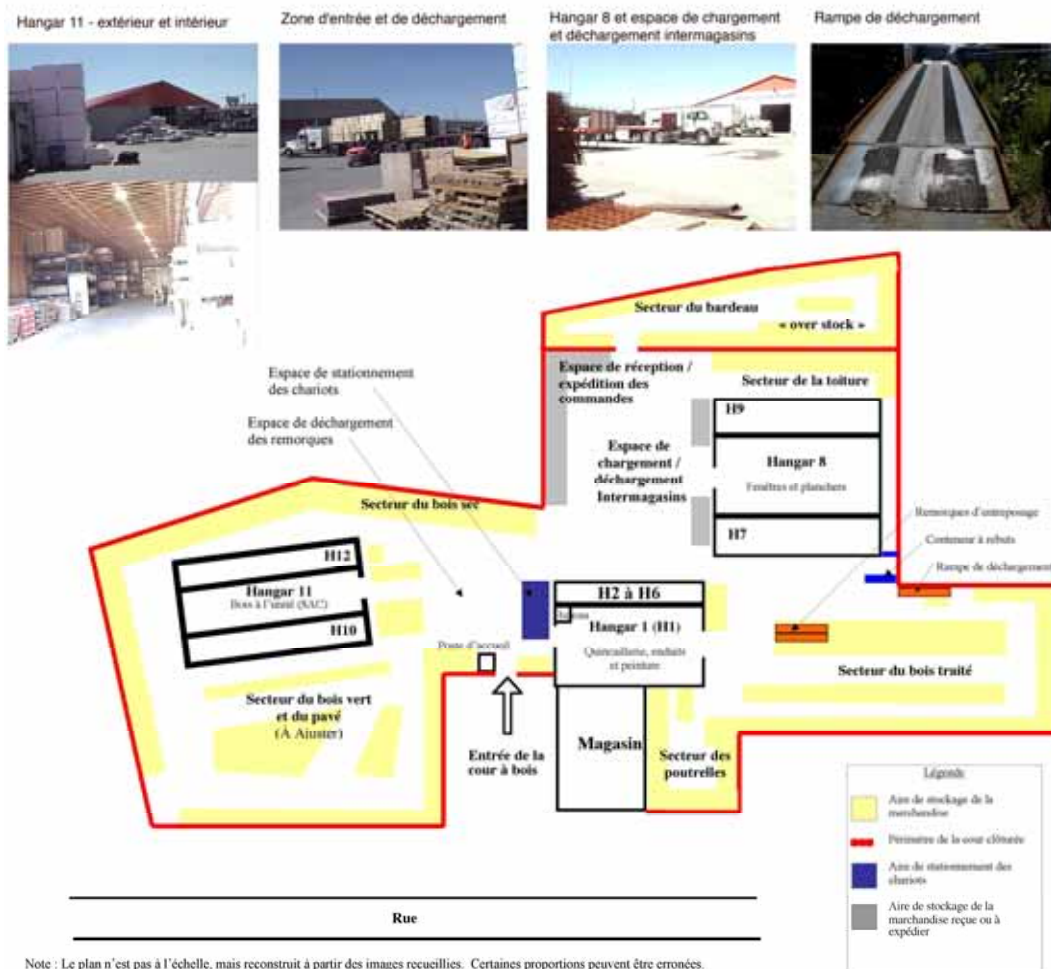 Hangar 11 - extérieur et intérieur
Zone d'entrée et de déchargement
Hangar 8 et espace de chargement
et déchargement intermagasins
Rampe de déchargement
Secteur du bardeau
« over stock »
Espace de stationnement
des chariots
Espace de réception /
expédition des
commandes
Secteur de la toiture
Espace de déchargement
des remorques
H9
Espace de
chargement /
déchargement
Intermagasins
Hangar 8
Fenêtres et planchers
Secteur du bois sec
H7
Remorques d'entreposage
Conteneur à rebuts
Rampe de déchargement
H12
Hangar 11
Bois à l'unité (SAC)
H10
H2 à H6
Hangar 1 (H1)
Quincaillerie, enduits
et peinture
Poste d'accueil
Secteur du bois traité
Secteur du bois vert
et du pavé
(À Aiuster)
Entrée de la
cour à bois
Magasin
Secteur des
poutrelles
Légende
Aire de stockage de la
marchandise
Périmètre de la cour clôturée
Aire de stationnement des
chariots
Aire de stockage de la
marchandise reçue ou à
expédier
Rue
Note : Le plan n'est pas à l'échelle, mais reconstruit à partir des images recueillies. Certaines proportions peuvent être erronées.